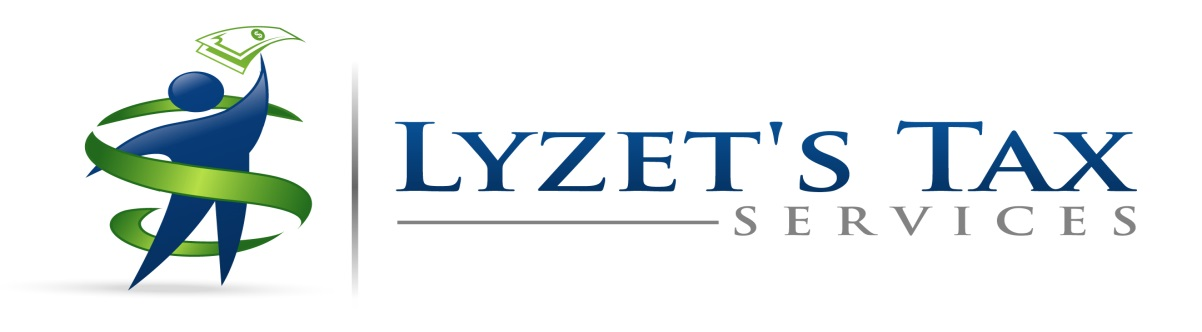 $
LYZET'S TAX
SERVICES